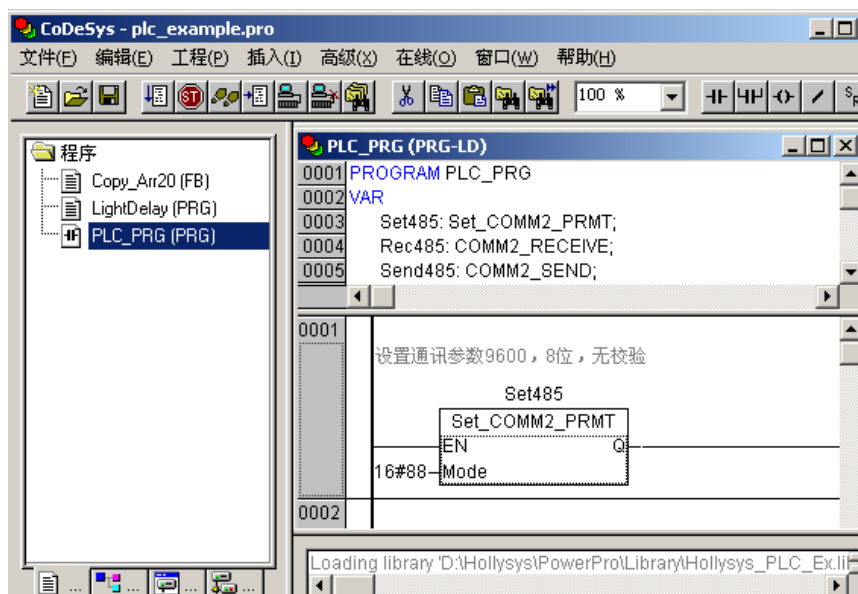 CoDeSys - plc_example.pro
文件(F) 编辑(E) 工程(P) 插入(I) 高级(X) 在线(O) 窗口(W) 帮助(H)
ST
100 %
S
R
程序
Copy_Arr20 (FB)
LightDelay (PRG)
PLC_PRG (PRG)
... ... ... ...
PLC_PRG (PRG-LD)
0001 PROGRAM PLC_PRG
0002 VAR
0003 Set485: Set_COMM2_PRMT;
0004 Rec485: COMM2_RECEIVE;
0005 Send485: COMM2_SEND;
0001
设置通讯参数9600，8位，无校验
Set485
Set_COMM2_PRMT
EN Q
16#88 Mode
0002
Loading library 'D:\Hollysys\PowerPro\Library\Hollysys_PLC_Ex.lib